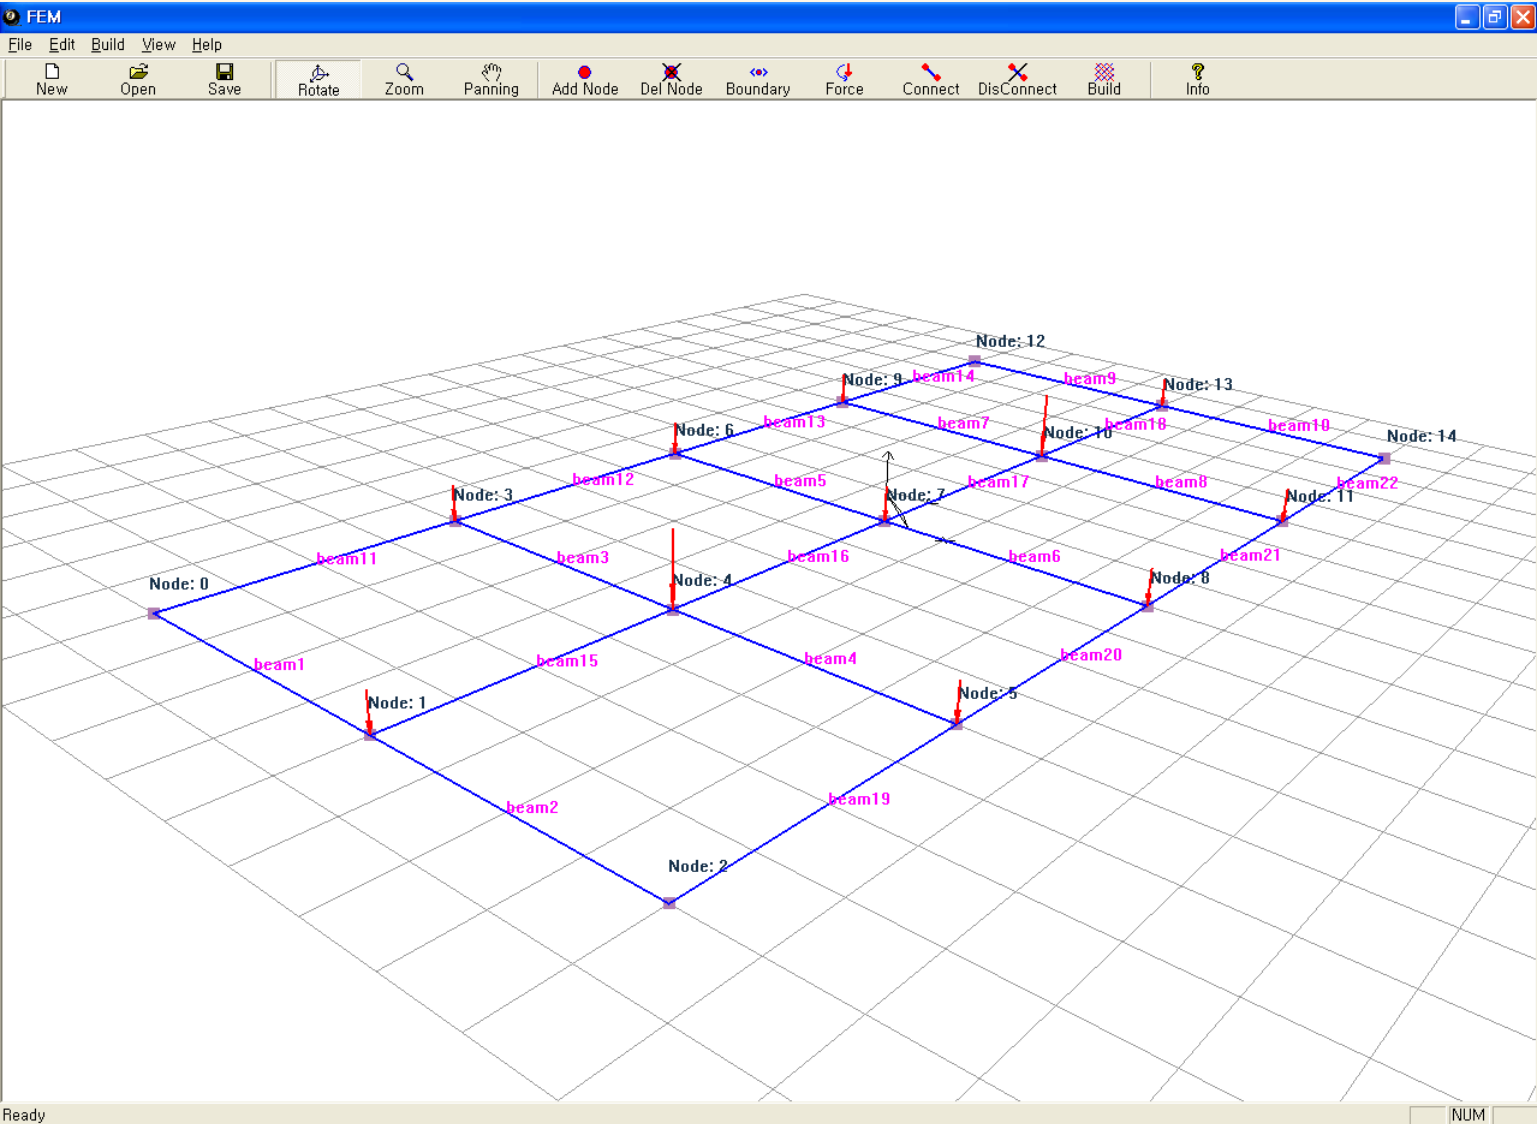 FEM
File Edit Build View Help
New Open Save Rotate Zoom Panning Add Node Del Node Boundary Force Connect DisConnect Build Info
Node: 12
Node: 9 beam14 beam9 Node: 13
Node: 6 beam13 beam7 Node: 10 beam18 beam10 Node: 14
Node: 3 beam12 beam5 Node: 7 beam17 beam8 Node: 11 beam22
Node: 0 beam11 beam3 Node: 4 beam16 beam6 Node: 8 beam21
beam1 beam15 beam4 beam20
Node: 1 Node: 5
beam2 beam19
Node: 2
Ready NUM